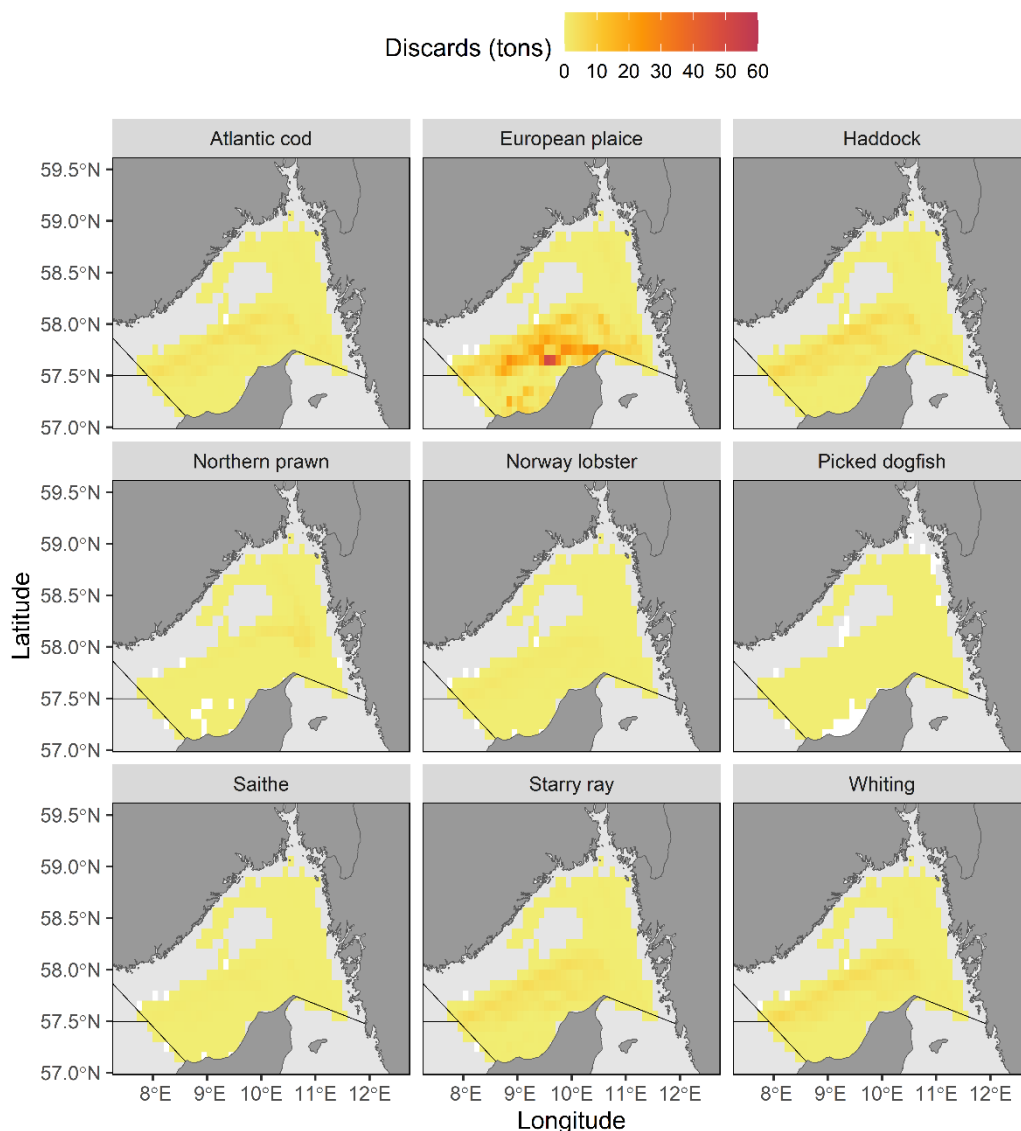 Discards (tons)
0 10 20 30 40 50 60
Atlantic cod European plaice Haddock
59.5°N
59.0°N
58.5°N
58.0°N
57.5°N
57.0°N
Northern prawn Norway lobster Picked dogfish
59.5°N
59.0°N
58.5°N
58.0°N
57.5°N
57.0°N
Latitude
Saithe Starry ray Whiting
59.5°N
59.0°N
58.5°N
58.0°N
57.5°N
57.0°N
8°E 9°E 10°E 11°E 12°E 8°E 9°E 10°E 11°E 12°E 8°E 9°E 10°E 11°E 12°E
Longitude